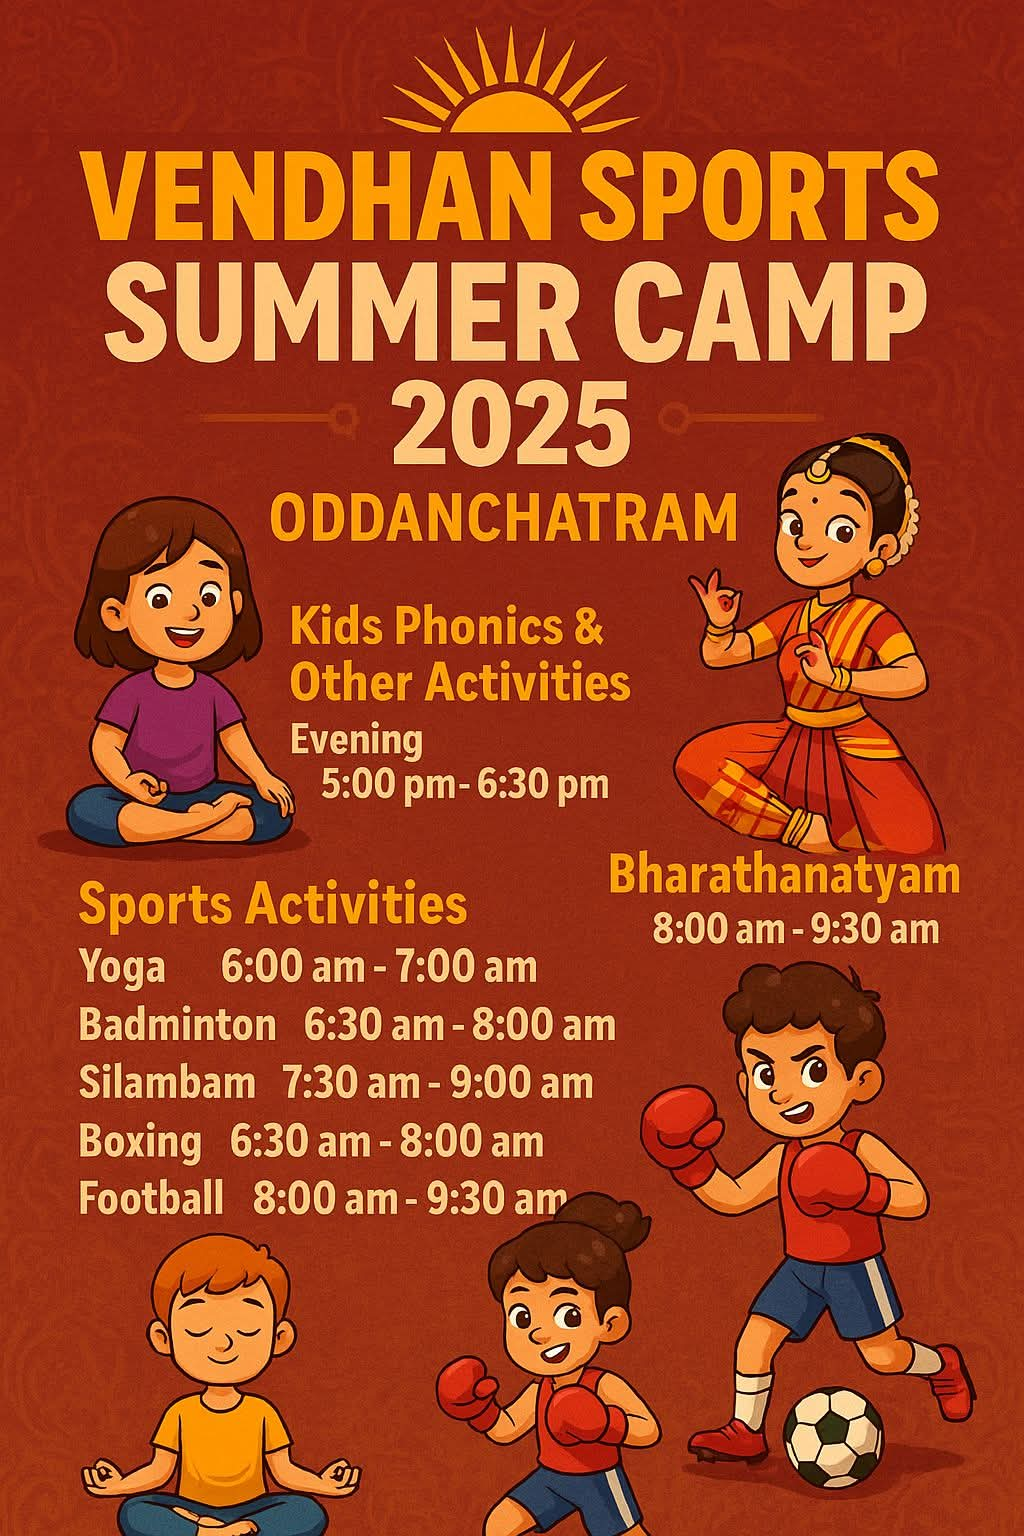 VENDHAN SPORTS
SUMMER CAMP
2025
ODDANCHATRAM
Kids Phonics &
Other Activities
Evening
5:00 pm- 6:30 pm
Bharathanatyam
8:00 am - 9:30 am
Sports Activities
Yoga 6:00 am - 7:00 am
Badminton 6:30 am - 8:00 am
Silambam 7:30 am - 9:00 am
Boxing 6:30 am - 8:00 am
Football 8:00 am - 9:30 am